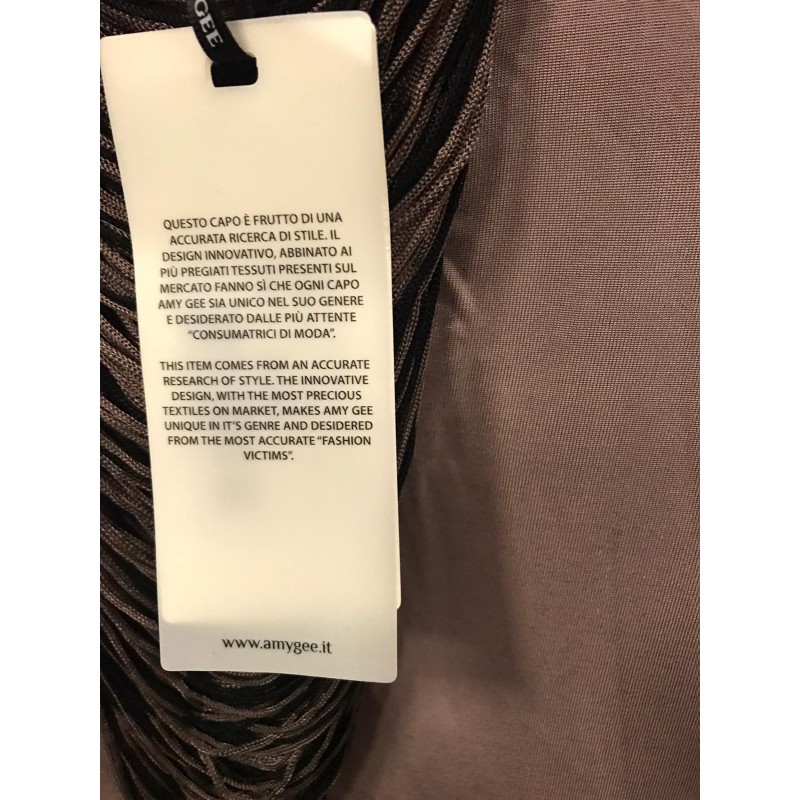 GEE
QUESTO CAPO È FRUTTO DI UNA
ACCURATA RICERCA DI STILE. IL
DESIGN INNOVATIVO, ABBINATO AI
PIÙ PREGIATI TESSUTI PRESENTI SUL
MERCATO FANNO SÌ CHE OGNI CAPO
AMY GEE SIA UNICO NEL SUO GENERE
E DESIDERATO DALLE PIÙ ATTENTE
"CONSUMATRICI DI MODA".
THIS ITEM COMES FROM AN ACCURATE
RESEARCH OF STYLE. THE INNOVATIVE
DESIGN, WITH THE MOST PRECIOUS
TEXTILES ON MARKET, MAKES AMY GEE
UNIQUE IN IT'S GENRE AND DESIDERED
FROM THE MOST ACCURATE "FASHION
VICTIMS".
www.amygee.it